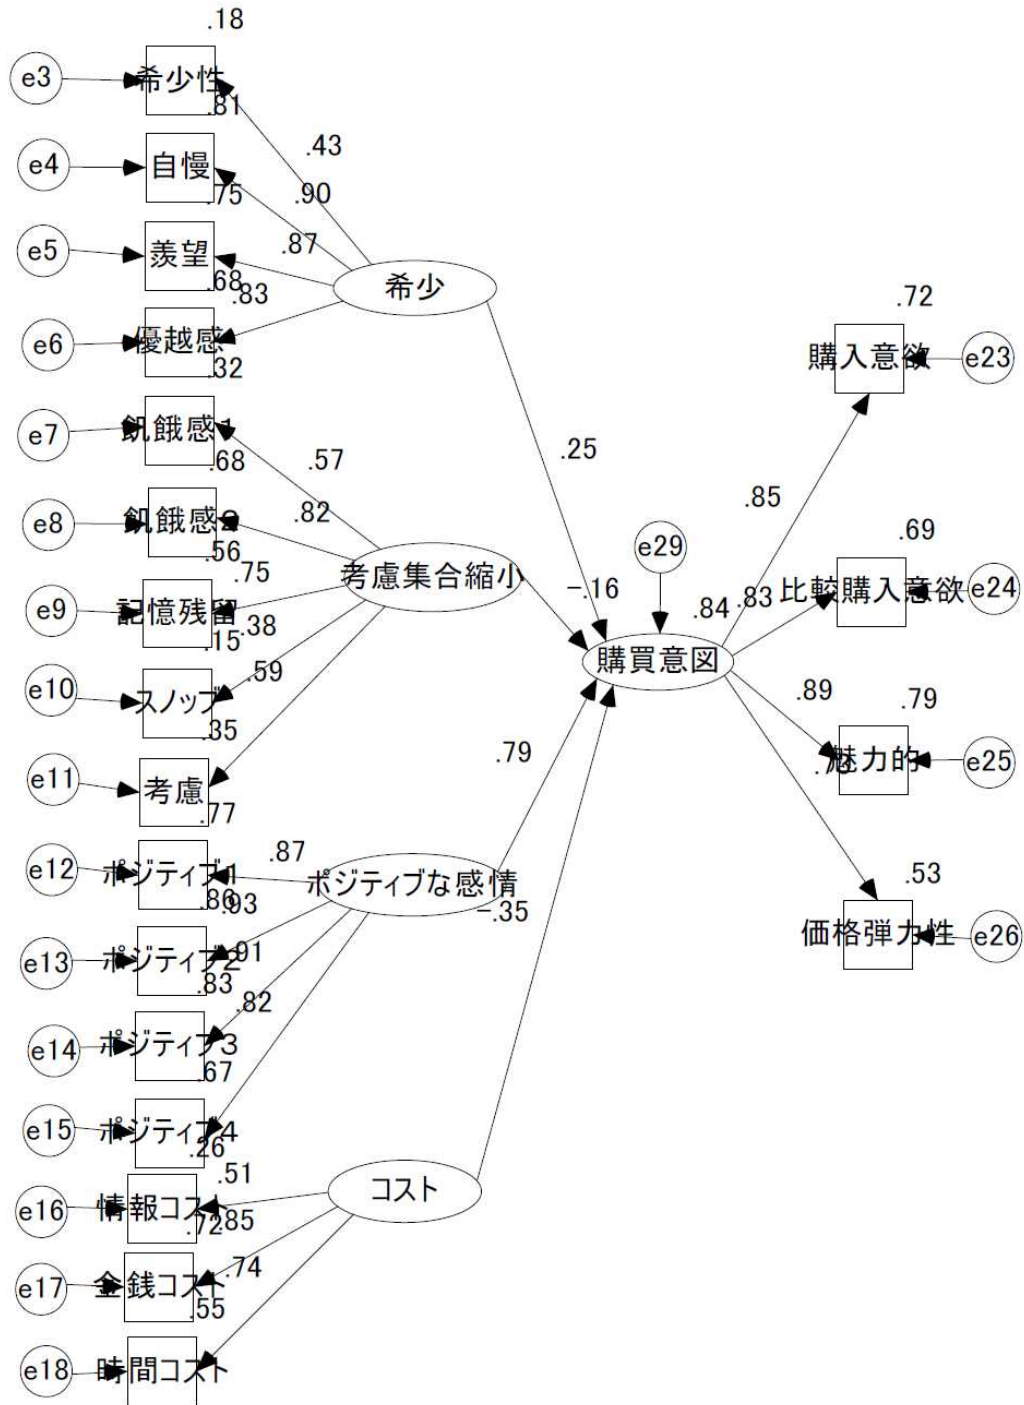 .18
e3
希少性
.81
.43
e4
自慢
.90
.75
e5
羨望
.87
.68
.83
希少
e6
優越感
.32
e7
飢餓感1
.68
.57
e8
飢餓感2
.82
.56
.75
考慮集合縮小
e9
記憶残留
.15
.38
e10
スノッブ
.59
.35
e11
考慮
.77
e12
ポジティブ1
.87
ポジティブな感情
.86
.93
e13
ポジティブ2
.91
.83
.82
e14
ポジティブ3
.67
e15
ポジティブ4
.26
.51
コスト
e16
情報コスト
.72
.85
e17
金銭コスト
.74
.55
e18
時間コスト
.25
-.16
.79
-.35
e29
購買意図
.84
.72
購入意欲
e23
.85
.69
比較購入意欲
e24
.83
.79
魅力的
e25
.89
.53
価格弾力性
e26